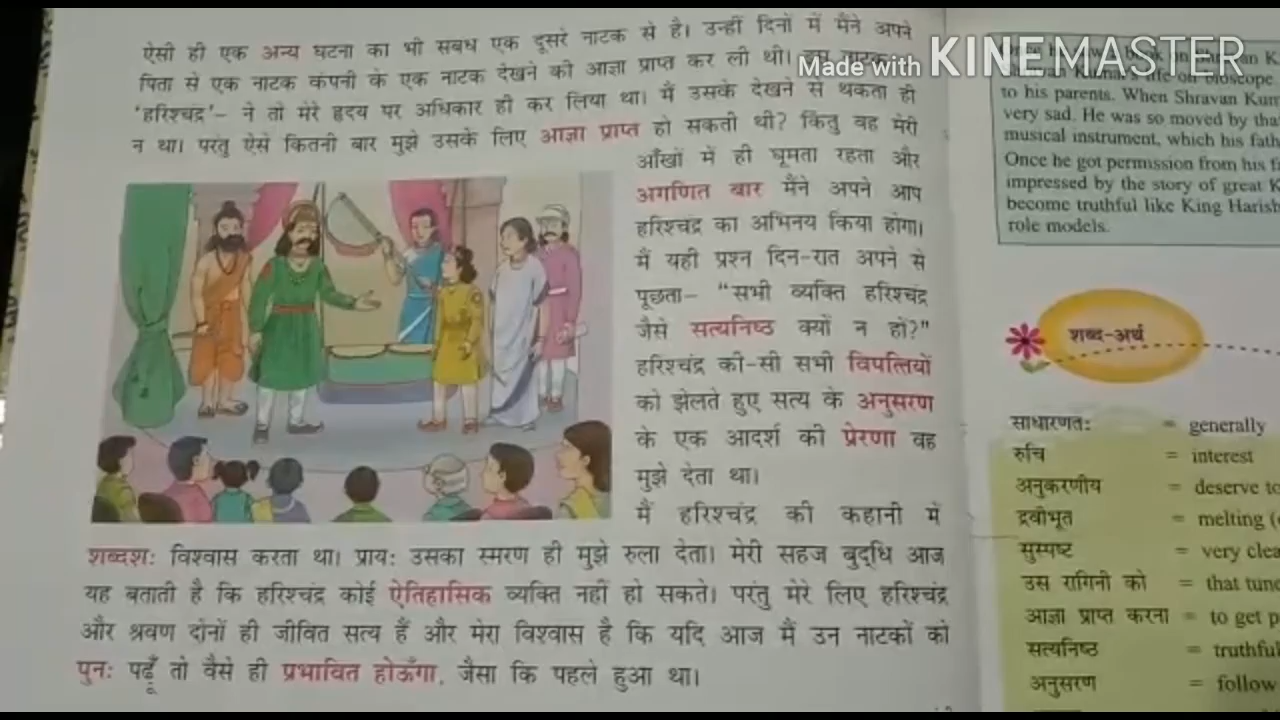 ऐसी ही एक अन्य घटना का भी संबंध एक दूसरे नाटक से है। उन्हीं दिनों में मैंने अपने
पिता से एक नाटक कंपनी के एक नाटक देखने की आज्ञा प्राप्त कर ली थी।
'हरिश्चंद्र'– ने तो मेरे हृदय पर अधिकार ही कर लिया था। मैं उसके देखने से थकता ही
न था। परंतु ऐसे कितनी बार मुझे उसके लिए आज्ञा प्राप्त हो सकती थी? किंतु वह मेरी
आँखों में ही घूमता रहता और
अगणित बार मैंने अपने आप
हरिश्चंद्र का अभिनय किया होगा।
मैं यही प्रश्न दिन-रात अपने से
पूछता– "सभी व्यक्ति हरिश्चंद्र
जैसे सत्यनिष्ठ क्यों न हों?"
हरिश्चंद्र की-सी सभी विपत्तियों
को झेलते हुए सत्य के अनुसरण
के एक आदर्श की प्रेरणा वह
मुझे देता था।
मैं हरिश्चंद्र की कहानी में
शब्दशः विश्वास करता था। प्रायः उसका स्मरण ही मुझे रुला देता। मेरी सहज बुद्धि आज
यह बताती है कि हरिश्चंद्र कोई ऐतिहासिक व्यक्ति नहीं हो सकते। परंतु मेरे लिए हरिश्चंद्र
और श्रवण दोनों ही जीवित सत्य हैं और मेरा विश्वास है कि यदि आज मैं उन नाटकों को
पुनः पढ़ूँ तो वैसे ही प्रभावित होऊँगा, जैसा कि पहले हुआ था।
Made with KINEMASTER
to his parents. When Shravan Kum
very sad. He was so moved by tha
musical instrument, which his fath
Once he got permission from his f
impressed by the story of great K
become truthful like King Harish
role models.
शब्द-अर्थ
साधारणतः = generally
रुचि = interest
अनुकरणीय = deserve to
द्रवीभूत = melting
सुस्पष्ट = very clea
उस रागिनी को = that tune
आज्ञा प्राप्त करना = to get p
सत्यनिष्ठ = truthful
अनुसरण = follow